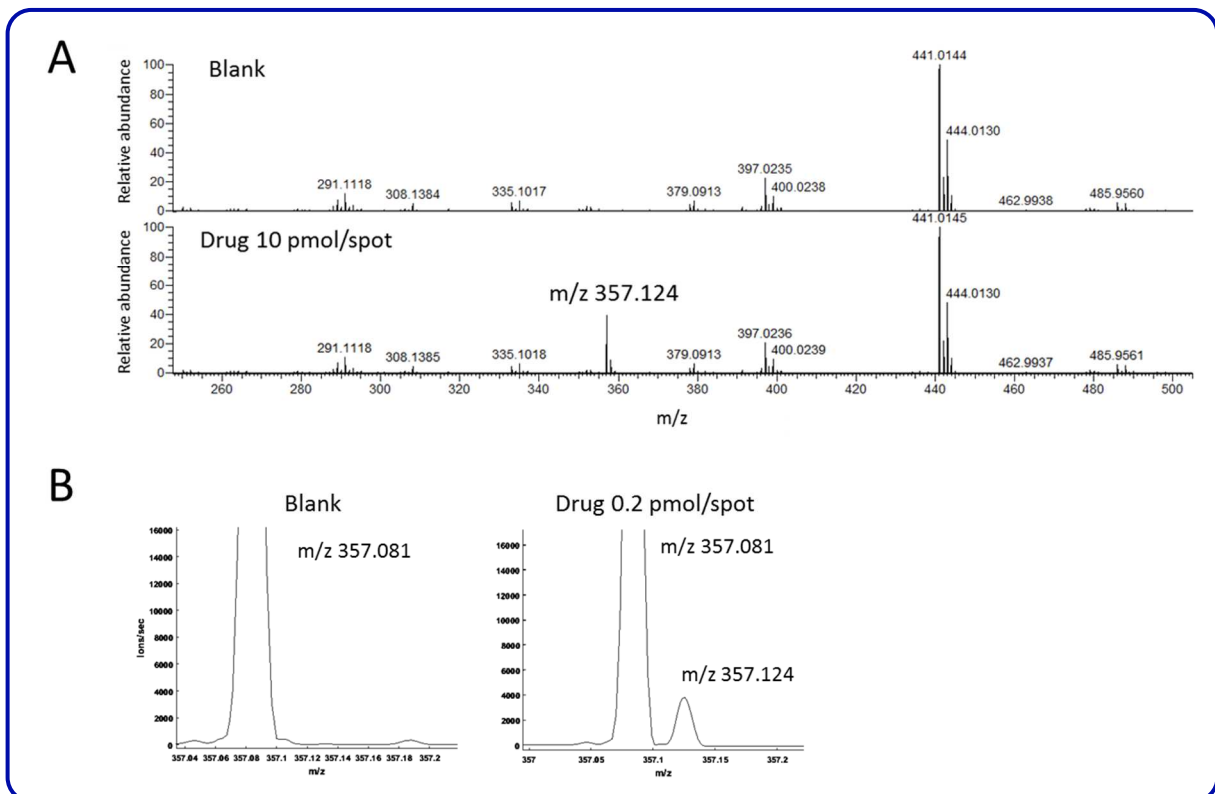 A
Blank
Relative abundance
100
80
60
40
20
0
291.1118
308.1384
335.1017
379.0913
397.0235
400.0238
441.0144
444.0130
462.9938
485.9560
Drug 10 pmol/spot
Relative abundance
100
80
60
40
20
0
m/z 357.124
291.1118
308.1385
335.1018
379.0913
397.0236
400.0239
441.0145
444.0130
462.9937
485.9561
260 280 300 320 340 360 380 400 420 440 460 480 500
m/z
B
Blank
m/z 357.081
Ions/sec
16000
14000
12000
10000
8000
6000
4000
2000
0
357.04 357.06 357.08 357.1 357.12 357.14 357.16 357.18 357.2
m/z
Drug 0.2 pmol/spot
m/z 357.081
m/z 357.124
16000
14000
12000
10000
8000
6000
4000
2000
0
357 357.05 357.1 357.15 357.2
m/z